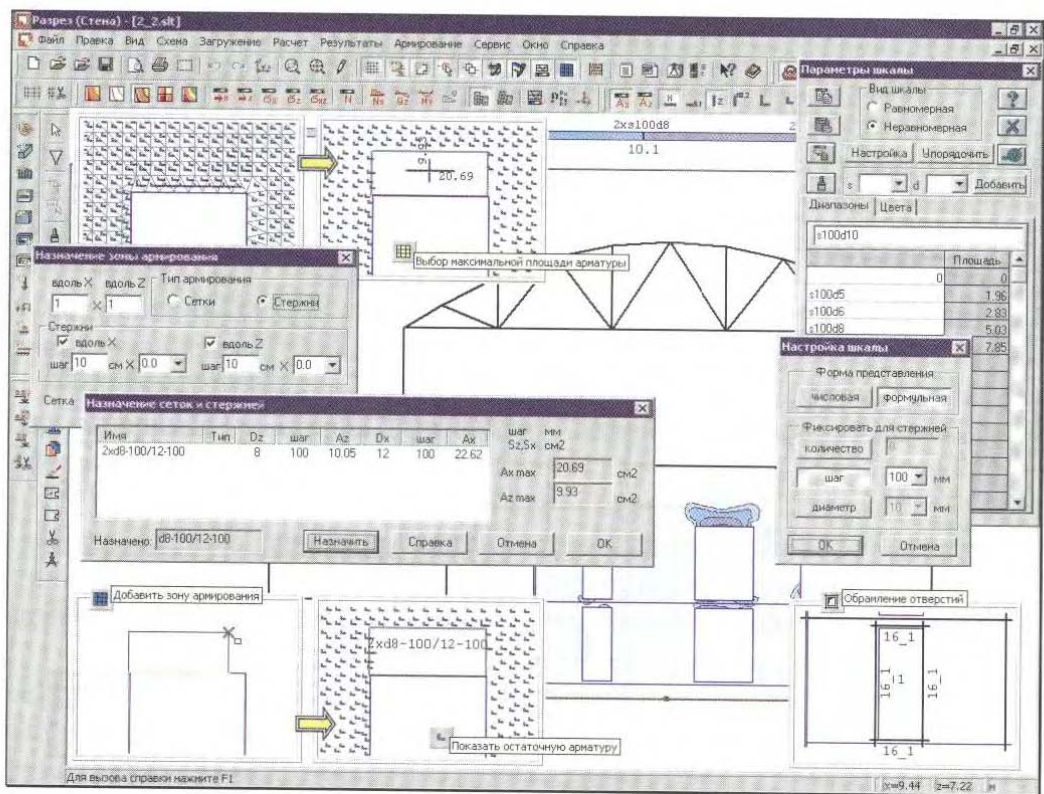 Разрез (Стена) - [2_2.slt]
Файл Правка Вид Схема Загружение Расчет Результаты Армирование Сервис Окно Справка
2xs100d8
10.1
20.69
Выбор максимальной площади арматуры
Параметры шкалы
Вид шкалы
Равномерная
Неравномерная
Настройка Упорядочить
s d Добавить
Диапазоны Цвета
s100d10
Площадь
0 0
s100d5 1.96
s100d6 2.83
s100d8 5.03
7.85
Назначение зоны армирования
вдоль X вдоль Z Тип армирования
1 X 1 Сетки Стержни
Стержни
вдоль X вдоль Z
шаг 10 см X 0.0 шаг 10 см X 0.0
Сетка
Настройка шкалы
Форма представления
числовая формульная
Фиксировать для стержней
количество
шаг 100 мм
диаметр 10 мм
OK Отмена
Назначение сеток и стержней
Имя Тип Dz шаг Az Dx шаг Ax
2xd8-100/12-100 8 100 10.05 12 100 22.62
шаг мм
Sz,Sx см2
Ax max 20.69 см2
Az max 9.93 см2
Назначено: d8-100/12-100 Назначить Справка Отмена OK
Добавить зону армирования
2xd8-100/12-100
Показать остаточную арматуру
Обрамление отверстий
16_1
16_1
16_1
16_1
Для вызова справки нажмите F1
x=9.44 z=7.22 м